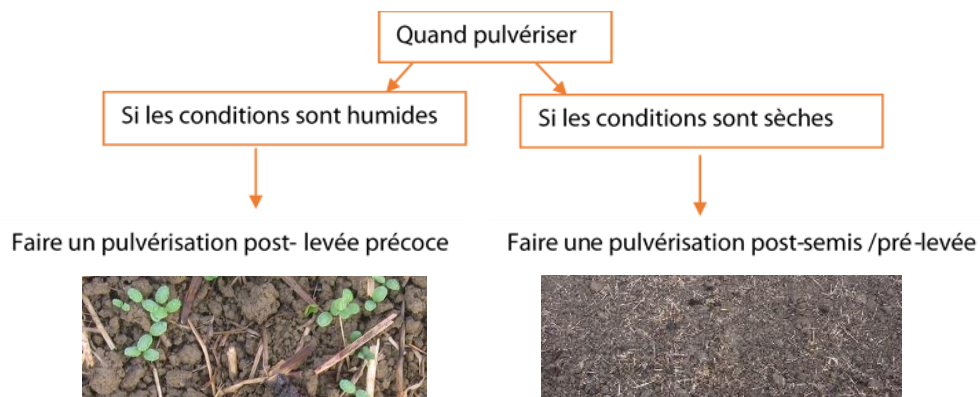 Quand pulvériser
Si les conditions sont humides
Si les conditions sont sèches
Faire un pulvérisation post- levée précoce
Faire une pulvérisation post-semis /pré-levée